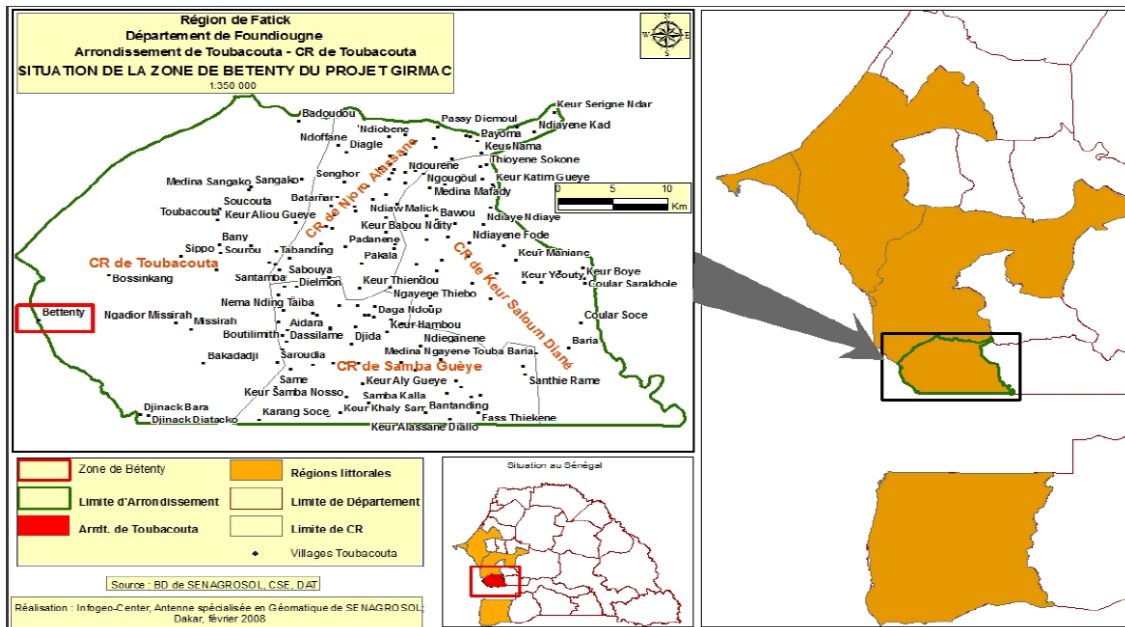 Région de Fatick
Département de Foundiougne
Arrondissement de Toubacouta - CR de Toubacouta
SITUATION DE LA ZONE DE BETENTY DU PROJET GIRMAC
1:350 000
N
W E
S
Keur Serigne Ndar
Badoudou
Passy Diemoul
Ndiobene
Ndiayene Kad
Ndoffane
Payoma
Diagle
Keur Nama
Thioyene Sokone
Ndourene
Senghor
Ngougoul
Keur Katim Gueye
Medina Sangako
Sangako
Medina Mafady
0 5 10
Km
Soucouta
Batamar
CR de Njoro Alassane
Toubacouta
Ndiaw Malick
Bawou
Ndiaye Ndiaye
Keur Aliou Gueye
Keur Babou Ndity
Ndiayene Fode
Bany
Padanene
Sippo
Sourou
Tabanding
Pakala
Keur Maniane
CR de Toubacouta
CR de Keur Saloum Diané
Bossinkang
Santamba
Sabouya
Keur Boye
Dielmon
Keur Thiendou
Keur Yeouty
Coular Sarakhole
Ngayene Thiebo
Nema Nding
Taiba
Bettenty
Daga Ndoup
Ngadior Missirah
Missirah
Aidara
Keur Hambou
Coular Soce
Boutilimith
Dassilame
Djida
Ndieganene
Baria
Medina Ngayene Touba Baria
Bakadadji
Saroudia
CR de Samba Guèye
Same
Keur Aly Gueye
Santhie Rame
Keur Samba Nosso
Samba Kalla
Djinack Bara
Karang Soce
Keur Khaly Sarr
Bantanding
Djinack Diatacko
Fass Thiekene
Keur Alassane Diallo
Zone de Bétenty
Régions littorales
Limite d'Arrondissement
Limite de Département
Arrdt. de Toubacouta
Limite de CR
Villages Toubacouta
Source : BD de SENAGROSOL, CSE, DAT
Réalisation : Infogeo-Center, Antenne spécialisée en Géomatique de SENAGROSOL;
Dakar, février 2008
Situation au Sénégal